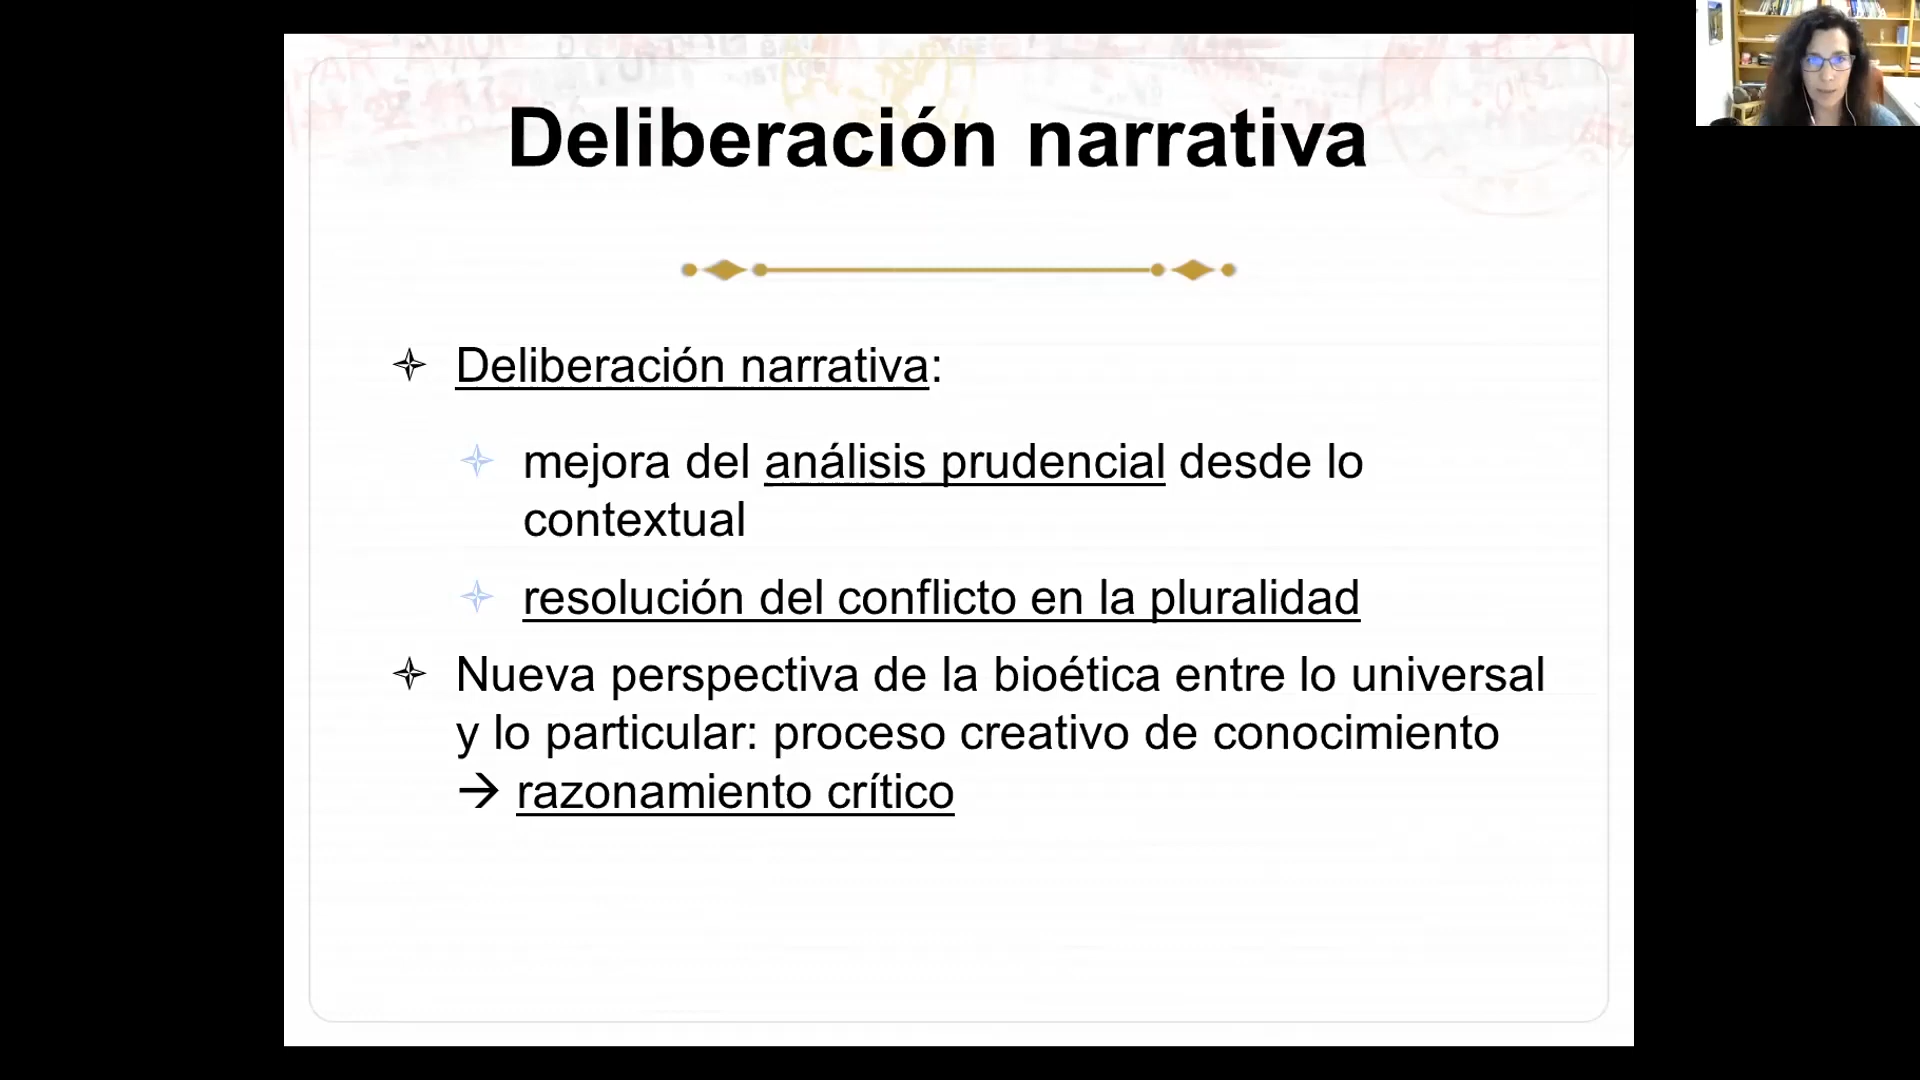 Deliberación narrativa
Deliberación narrativa:
mejora del análisis prudencial desde lo
contextual
resolución del conflicto en la pluralidad
Nueva perspectiva de la bioética entre lo universal
y lo particular: proceso creativo de conocimiento
→ razonamiento crítico